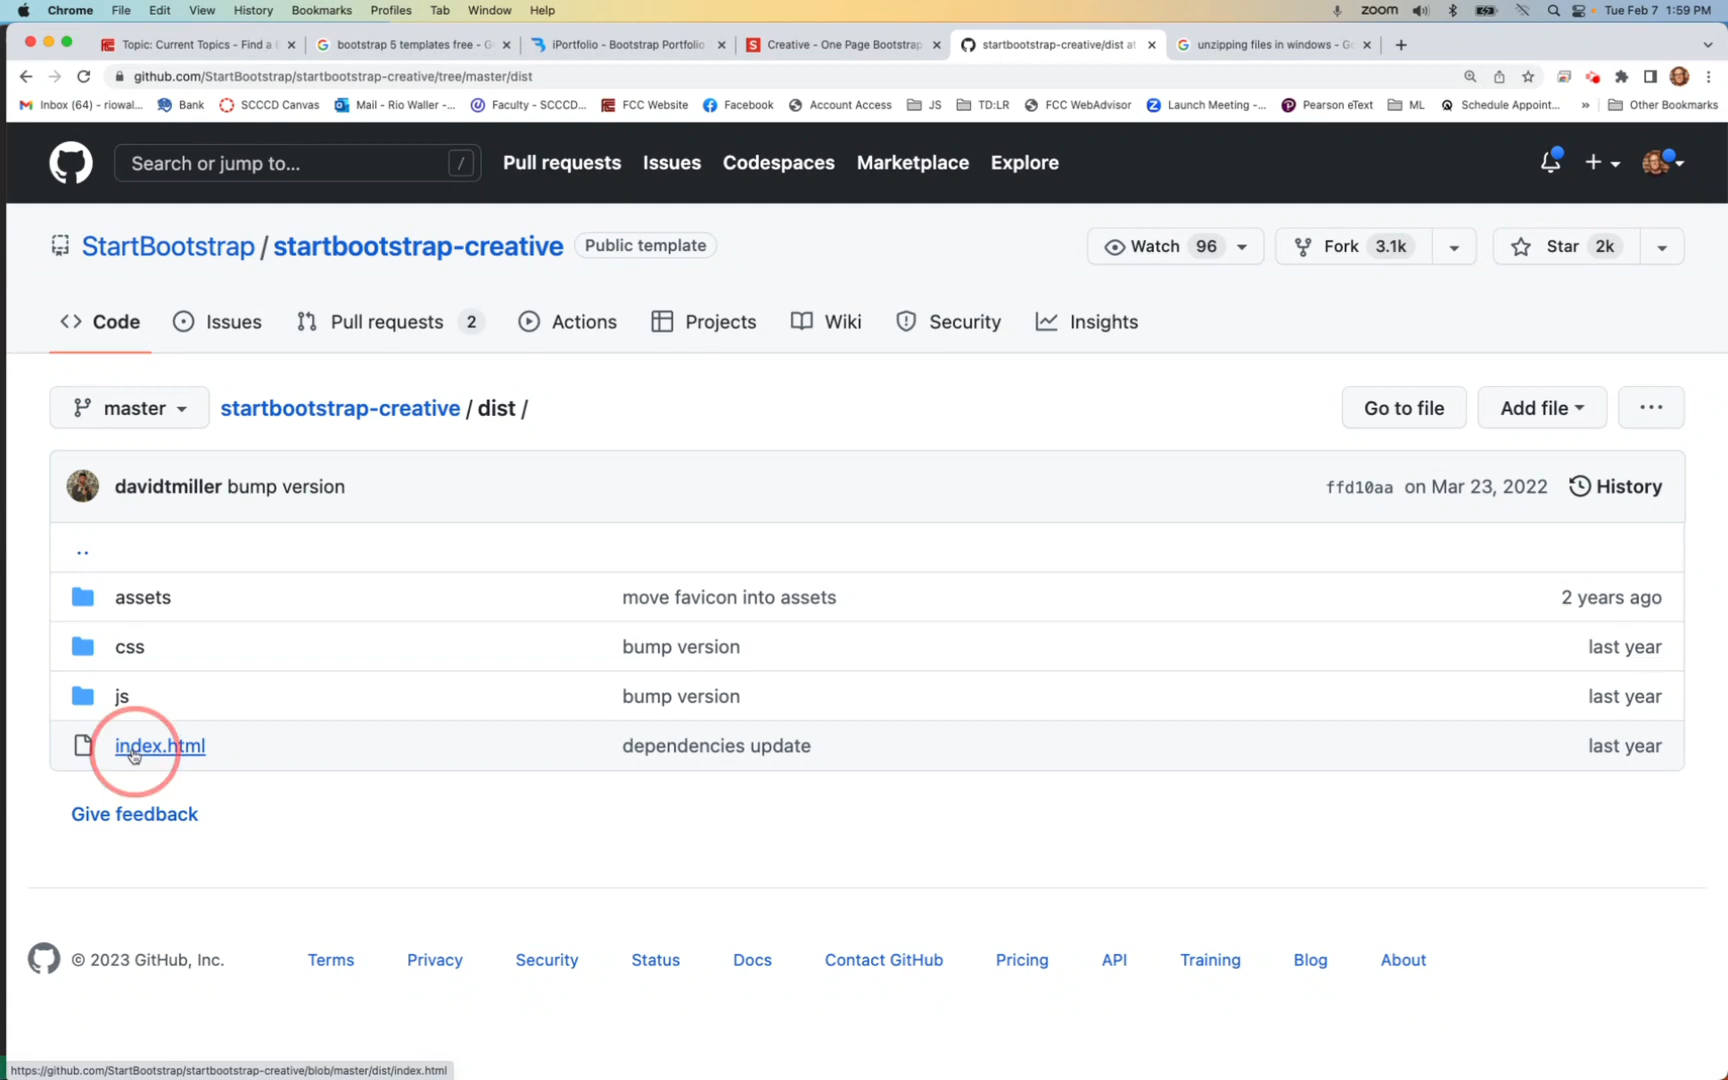 Chrome File Edit View History Bookmarks Profiles Tab Window Help zoom Tue Feb 7 1:59 PM
Topic: Current Topics - Find a bootstrap 5 templates free - G iPortfolio - Bootstrap Portfolio S Creative - One Page Bootstrap startbootstrap-creative/dist at unzipping files in windows - Go
github.com/StartBootstrap/startbootstrap-creative/tree/master/dist
Inbox (64) - riowal... Bank SCCCD Canvas Mail - Rio Waller -... Faculty - SCCCD... FCC Website Facebook Account Access JS TD:LR FCC WebAdvisor Launch Meeting -... Pearson eText ML Schedule Appoint... » Other Bookmarks
Search or jump to... / Pull requests Issues Codespaces Marketplace Explore
StartBootstrap / startbootstrap-creative Public template Watch 96 Fork 3.1k Star 2k
Code Issues Pull requests 2 Actions Projects Wiki Security Insights
master startbootstrap-creative / dist / Go to file Add file ...
davidtmiller bump version ffd10aa on Mar 23, 2022 History
..
assets move favicon into assets 2 years ago
css bump version last year
js bump version last year
index.html dependencies update last year
Give feedback
© 2023 GitHub, Inc. Terms Privacy Security Status Docs Contact GitHub Pricing API Training Blog About
https://github.com/StartBootstrap/startbootstrap-creative/blob/master/dist/index.html